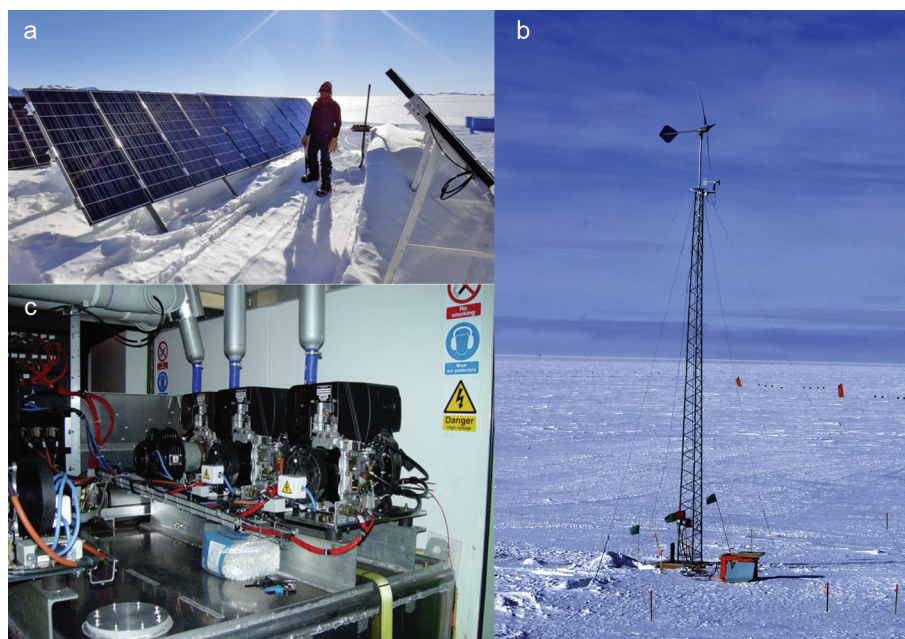 a
b
c
No
smoking
Wear
ear protectors
Danger
High voltage